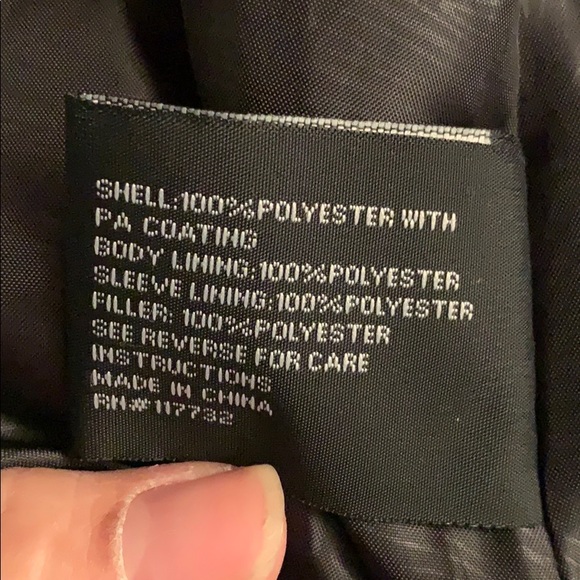 SHELL:100%POLYESTER WITH
PA COATING
BODY LINING:100%POLYESTER
SLEEVE LINING:100%POLYESTER
FILLER: 100%POLYESTER
SEE REVERSE FOR CARE
INSTRUCTIONS
MADE IN CHINA
RN#117732